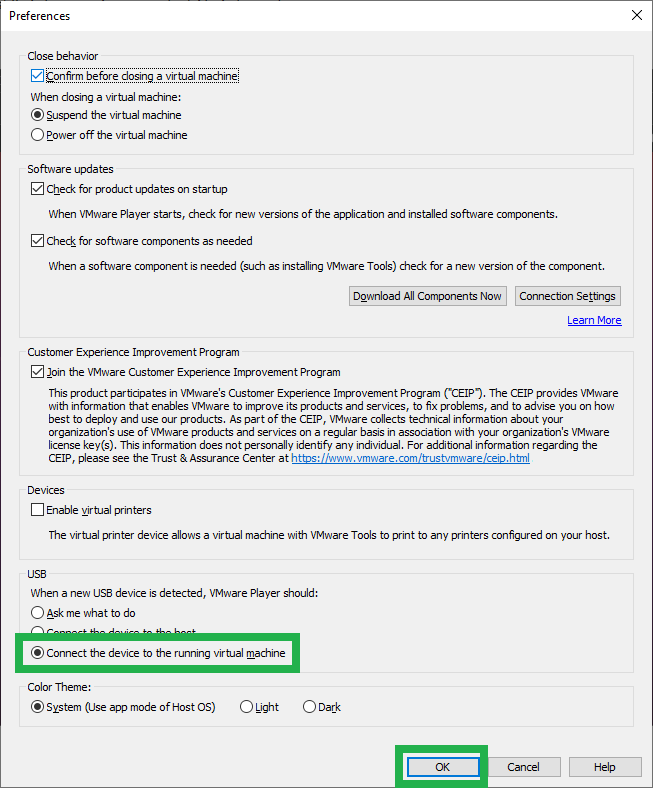 Preferences
Close behavior
Confirm before closing a virtual machine
When closing a virtual machine:
Suspend the virtual machine
Power off the virtual machine
Software updates
Check for product updates on startup
When VMware Player starts, check for new versions of the application and installed software components.
Check for software components as needed
When a software component is needed (such as installing VMware Tools) check for a new version of the component.
Download All Components Now Connection Settings
Learn More
Customer Experience Improvement Program
Join the VMware Customer Experience Improvement Program
This product participates in VMware's Customer Experience Improvement Program ("CEIP"). The CEIP provides VMware
with information that enables VMware to improve its products and services, to fix problems, and to advise you on how
best to deploy and use our products. As part of the CEIP, VMware collects technical information about your
organization's use of VMware products and services on a regular basis in association with your organization's VMware
license key(s). This information does not personally identify any individual. For additional information regarding the
CEIP, please see the Trust & Assurance Center at https://www.vmware.com/trustvmware/ceip.html
Devices
Enable virtual printers
The virtual printer device allows a virtual machine with VMware Tools to print to any printers configured on your host.
USB
When a new USB device is detected, VMware Player should:
Ask me what to do
Connect the device to the host
Connect the device to the running virtual machine
Color Theme:
System (Use app mode of Host OS) Light Dark
OK Cancel Help